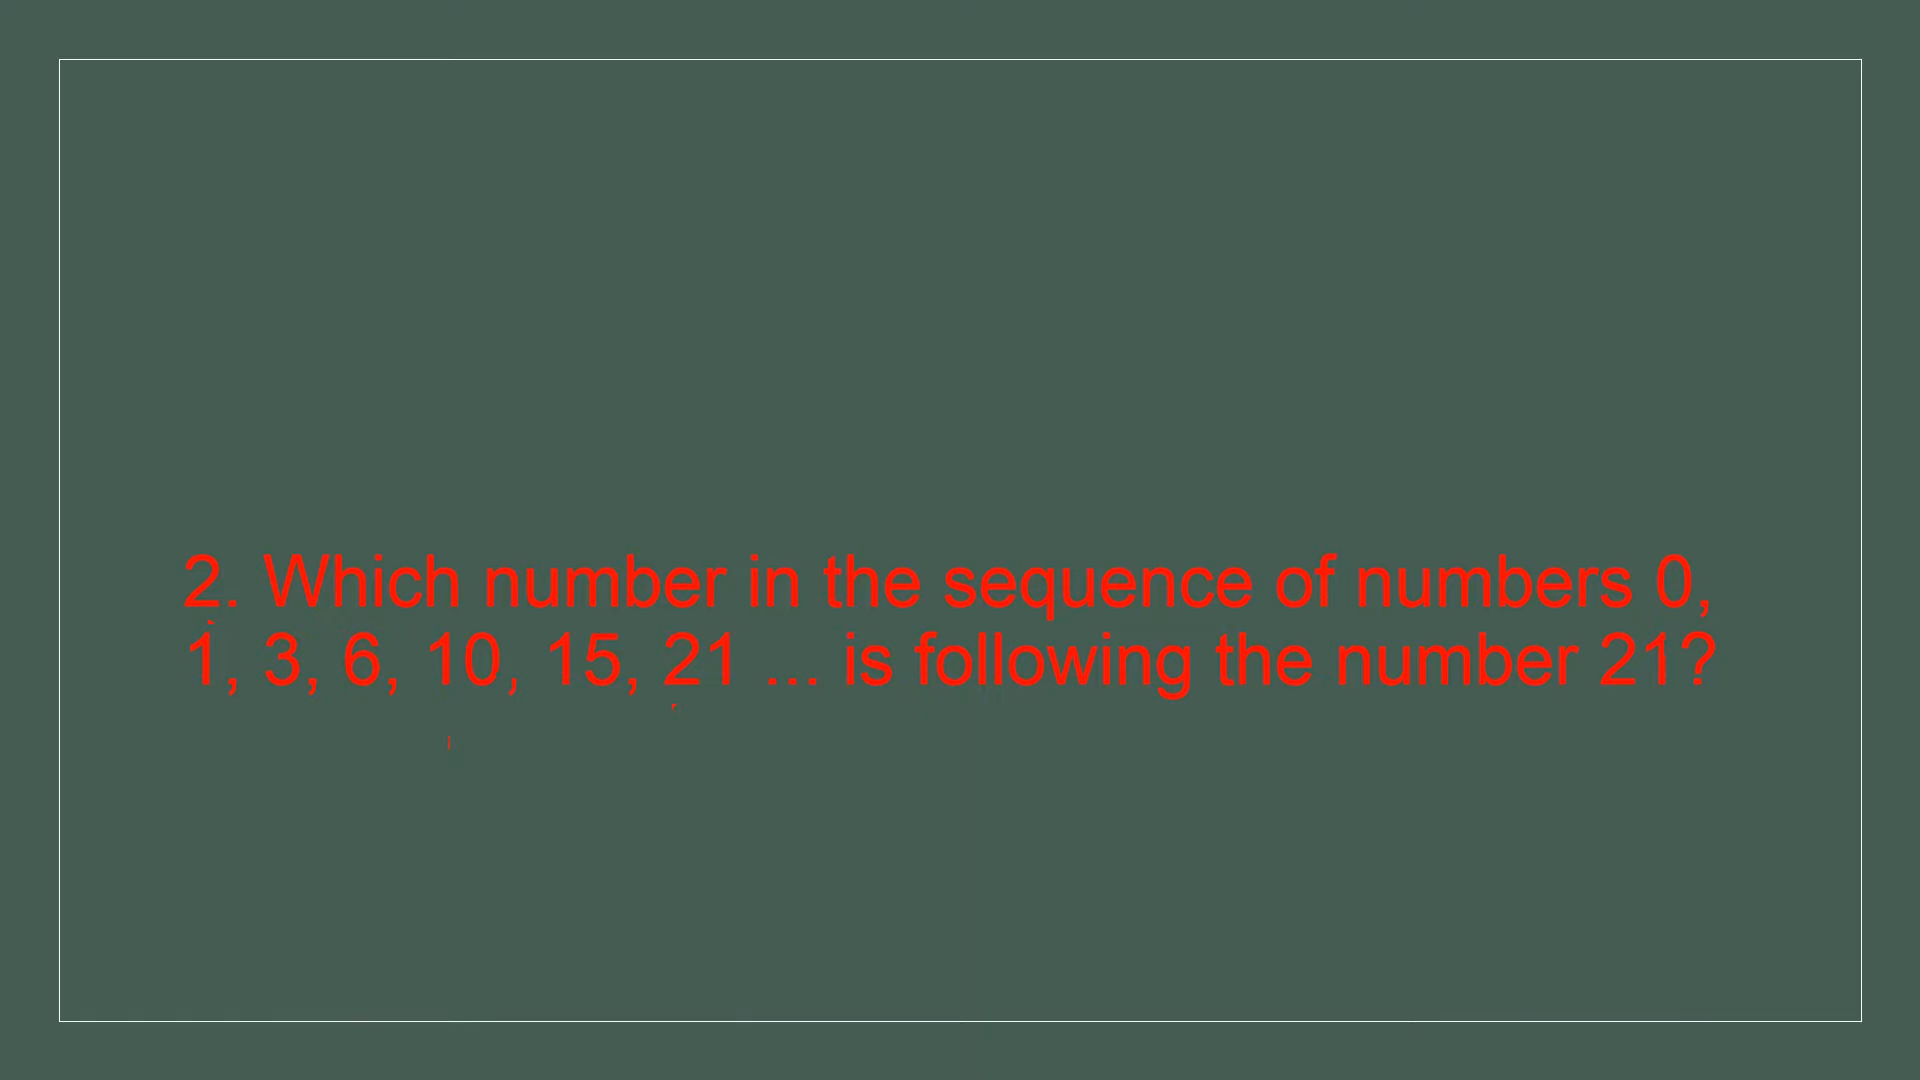 2. Which number in the sequence of numbers 0,
1, 3, 6, 10, 15, 21 ... is following the number 21?